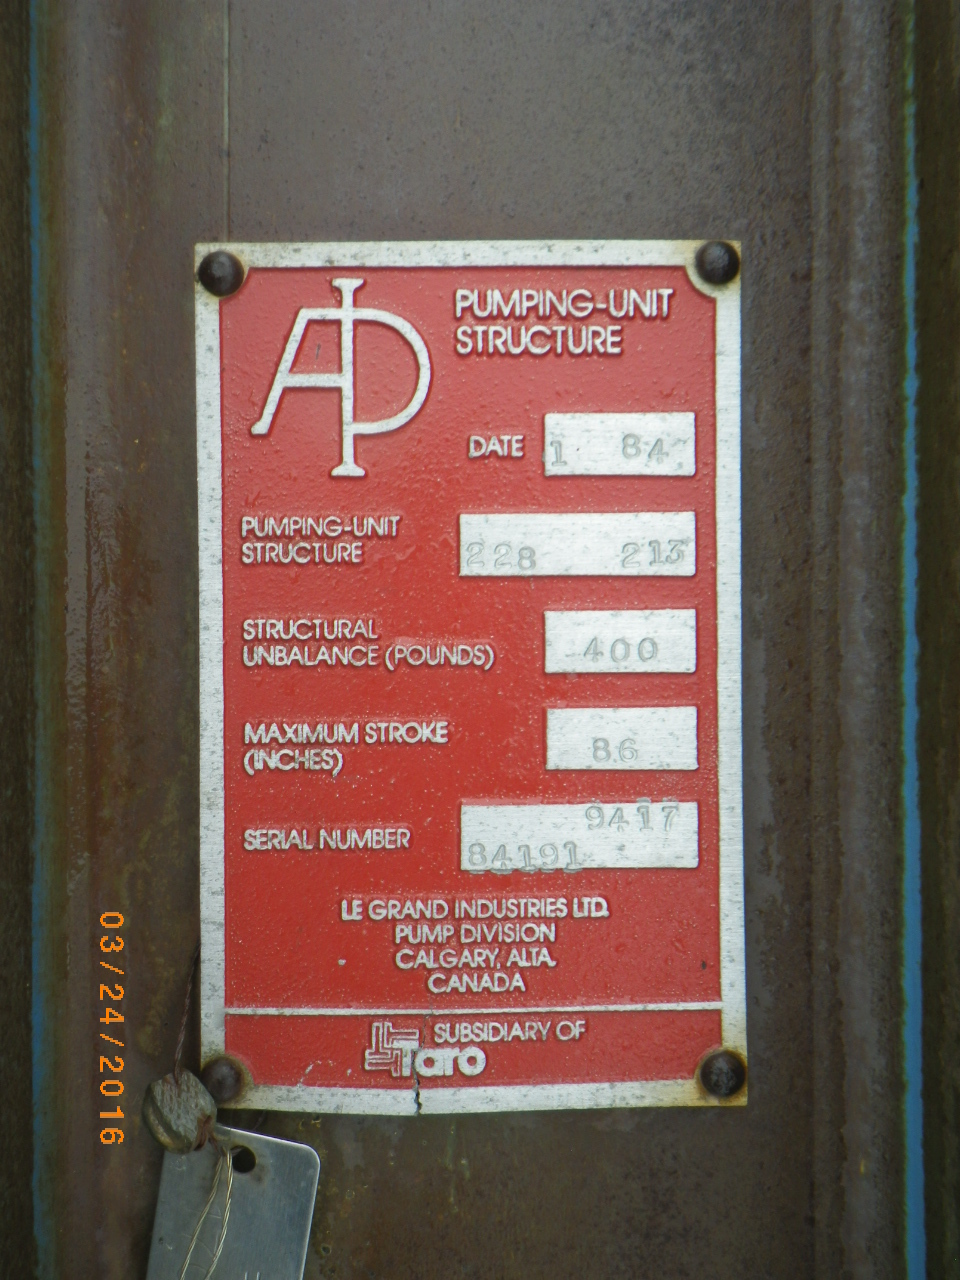 API
PUMPING-UNIT
STRUCTURE
DATE 1 84
PUMPING-UNIT
STRUCTURE 228 213
STRUCTURAL
UNBALANCE (POUNDS) -400
MAXIMUM STROKE
(INCHES) 86
SERIAL NUMBER 9417
84191
LE GRAND INDUSTRIES LTD.
PUMP DIVISION
CALGARY, ALTA.
CANADA
SUBSIDIARY OF
Taro
03/24/2016